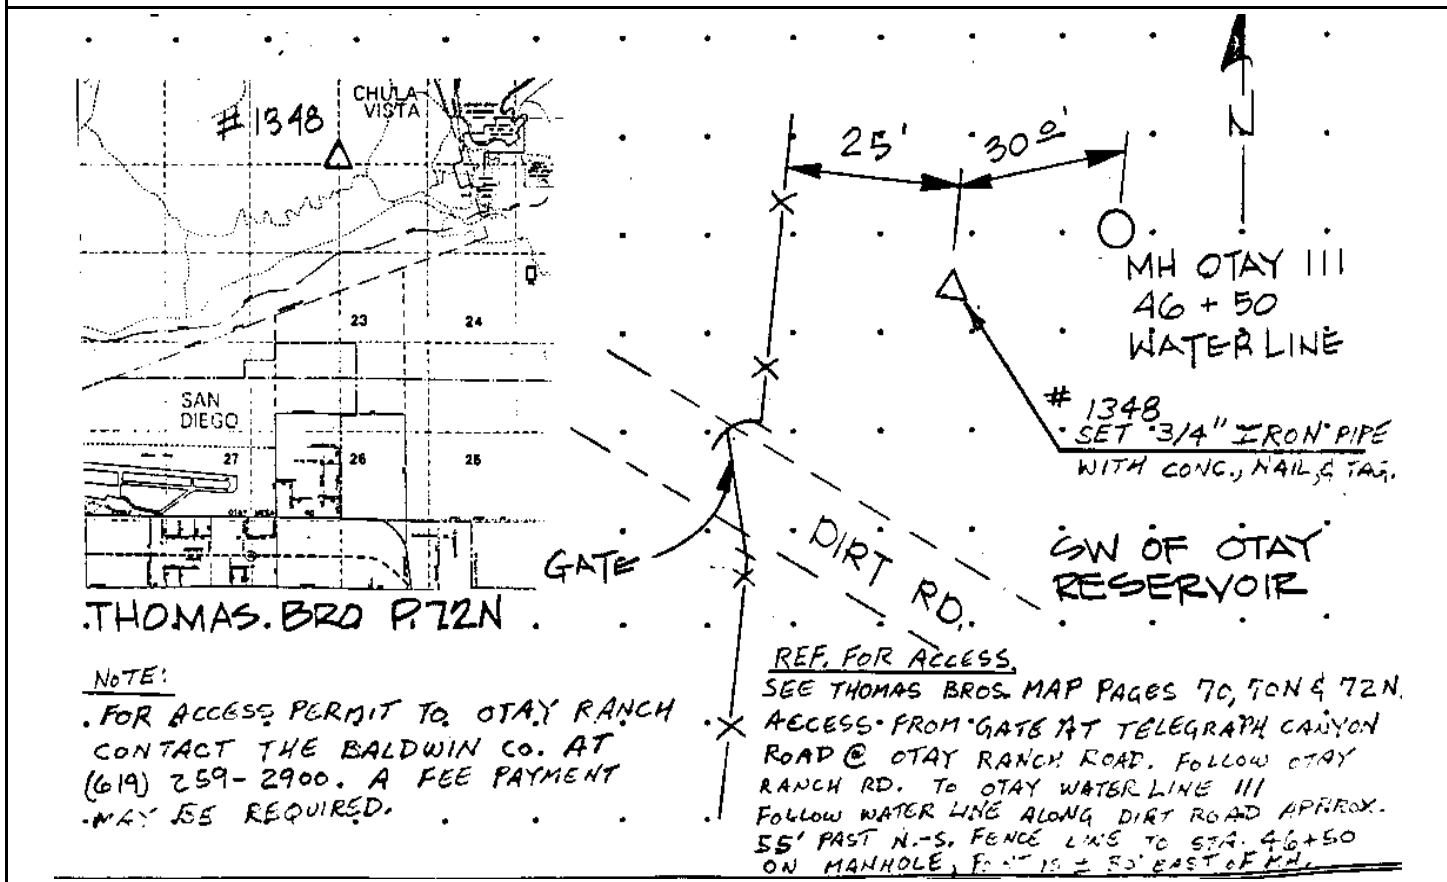 CHULA
VISTA
# 1348
23
24
SAN
DIEGO
27
26
25
THOMAS. BRO P.72N
25'
30º'
N
MH OTAY III
46 + 50
WATERLINE
# 1348
SET 3/4" IRON PIPE
WITH CONC., NAIL, & TAG.
GATE
DIRT RD.
SW OF OTAY
RESERVOIR
NOTE:
FOR ACCESS PERMIT TO OTAY RANCH
CONTACT THE BALDWIN CO. AT
(619) 259-2900. A FEE PAYMENT
MAY BE REQUIRED.
REF. FOR ACCESS.
SEE THOMAS BROS. MAP PAGES 70, 70N & 72N.
ACCESS FROM GATE AT TELEGRAPH CANYON
ROAD @ OTAY RANCH ROAD. FOLLOW OTAY
RANCH RD. TO OTAY WATER LINE III
FOLLOW WATER LINE ALONG DIRT ROAD APPROX.
55' PAST N.-S. FENCE LINE TO STA. 46+50
ON MANHOLE, EAST OF MH.